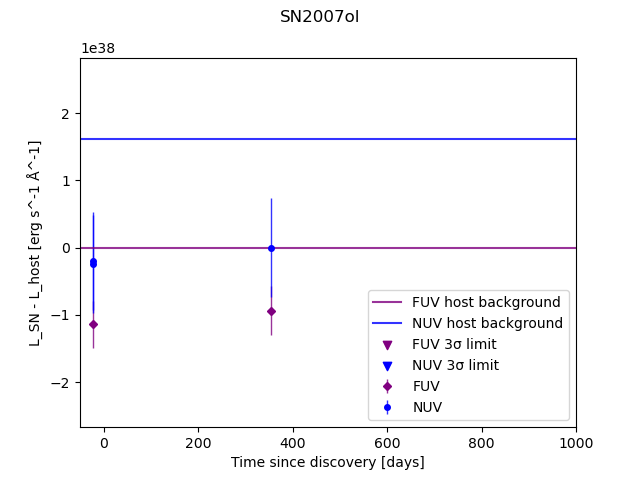 SN2007ol
1e38
L_SN - L_host [erg s^-1 Å^-1]
2
1
0
−1
−2
FUV host background
NUV host background
FUV 3σ limit
NUV 3σ limit
FUV
NUV
0
200
400
600
800
1000
Time since discovery [days]